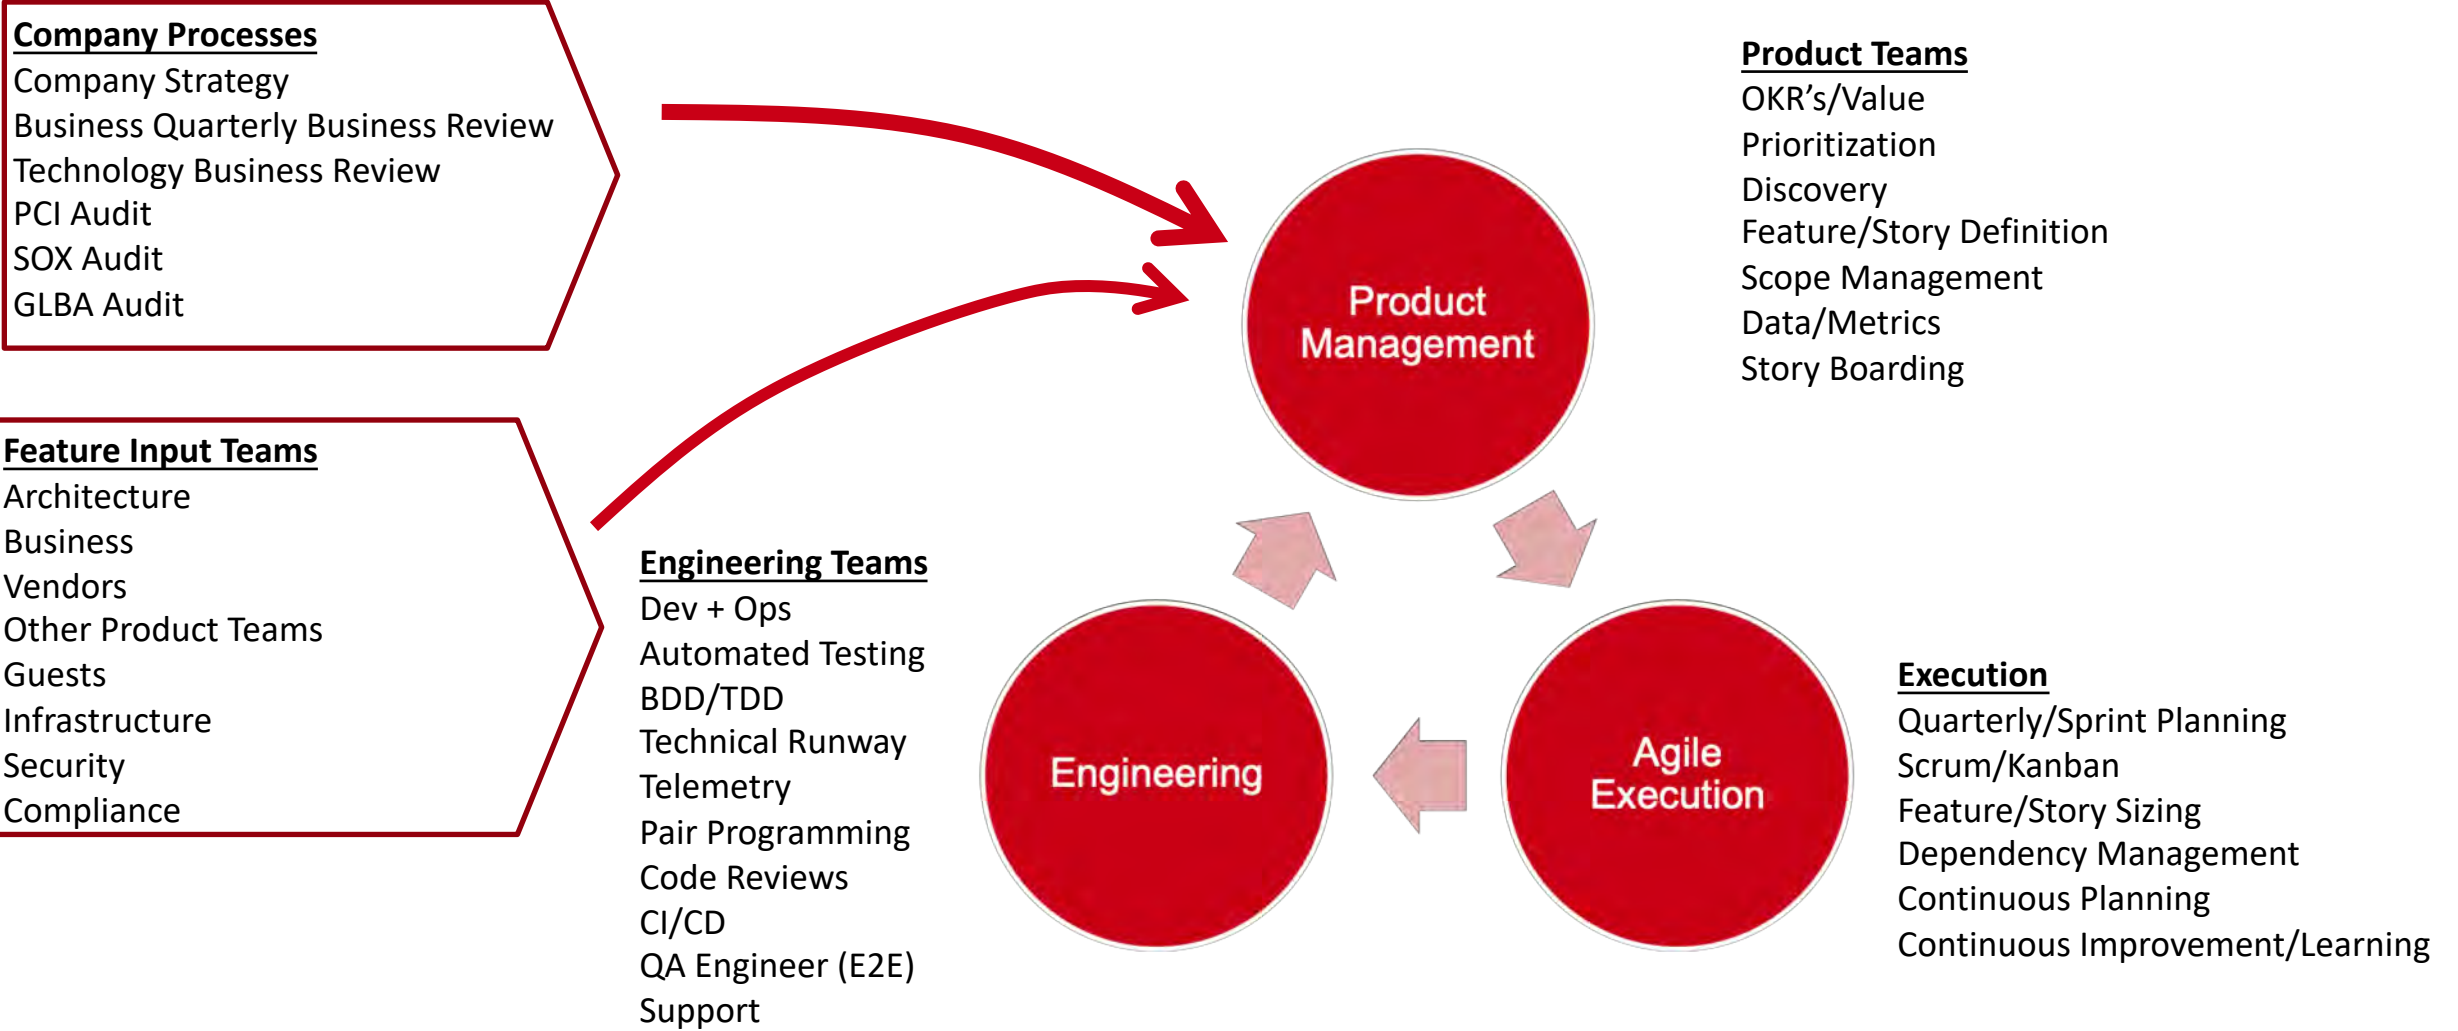 Company Processes
Company Strategy
Business Quarterly Business Review
Technology Business Review
PCI Audit
SOX Audit
GLBA Audit
Feature Input Teams
Architecture
Business
Vendors
Other Product Teams
Guests
Infrastructure
Security
Compliance
Engineering Teams
Dev + Ops
Automated Testing
BDD/TDD
Technical Runway
Telemetry
Pair Programming
Code Reviews
CI/CD
QA Engineer (E2E)
Support
Product
Management
Engineering
Agile
Execution
Product Teams
OKR’s/Value
Prioritization
Discovery
Feature/Story Definition
Scope Management
Data/Metrics
Story Boarding
Execution
Quarterly/Sprint Planning
Scrum/Kanban
Feature/Story Sizing
Dependency Management
Continuous Planning
Continuous Improvement/Learning